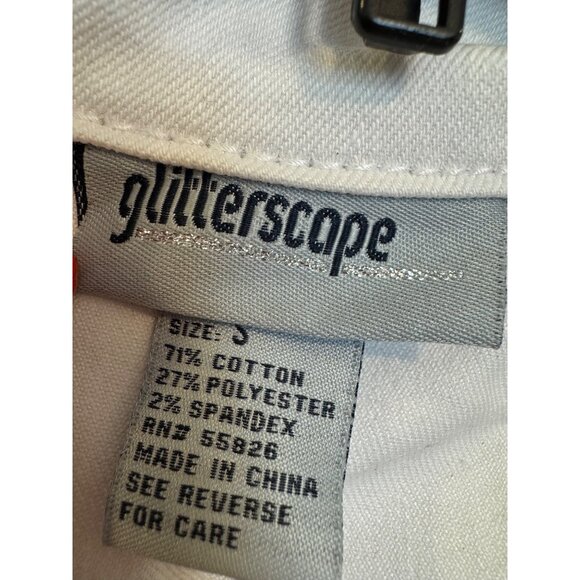 glitterscape
SIZE: S
71% COTTON
27% POLYESTER
2% SPANDEX
RN# 55826
MADE IN CHINA
SEE REVERSE
FOR CARE